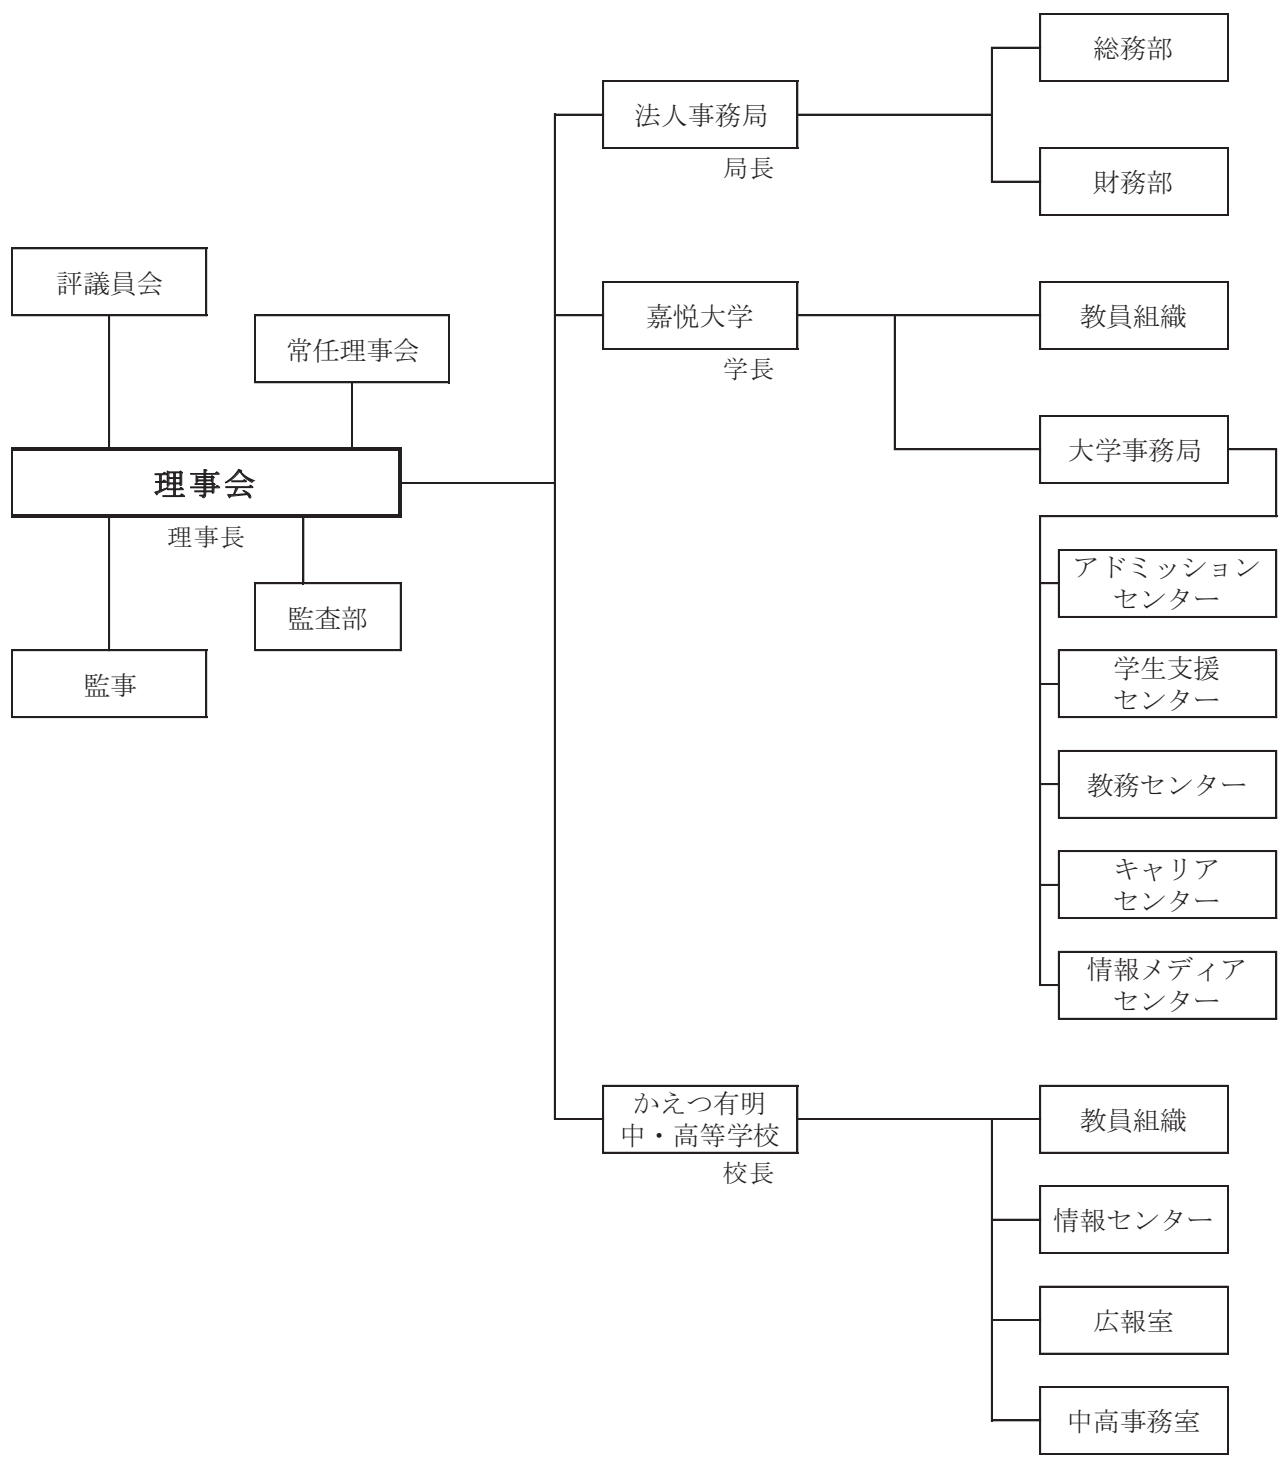 総務部
法人事務局
局長
財務部
評議員会
常任理事会
嘉悦大学
学長
教員組織
大学事務局
理事会
理事長
監査部
監事
アドミッション
センター
学生支援
センター
教務センター
キャリア
センター
情報メディア
センター
かえつ有明
中・高等学校
校長
教員組織
情報センター
広報室
中高事務室